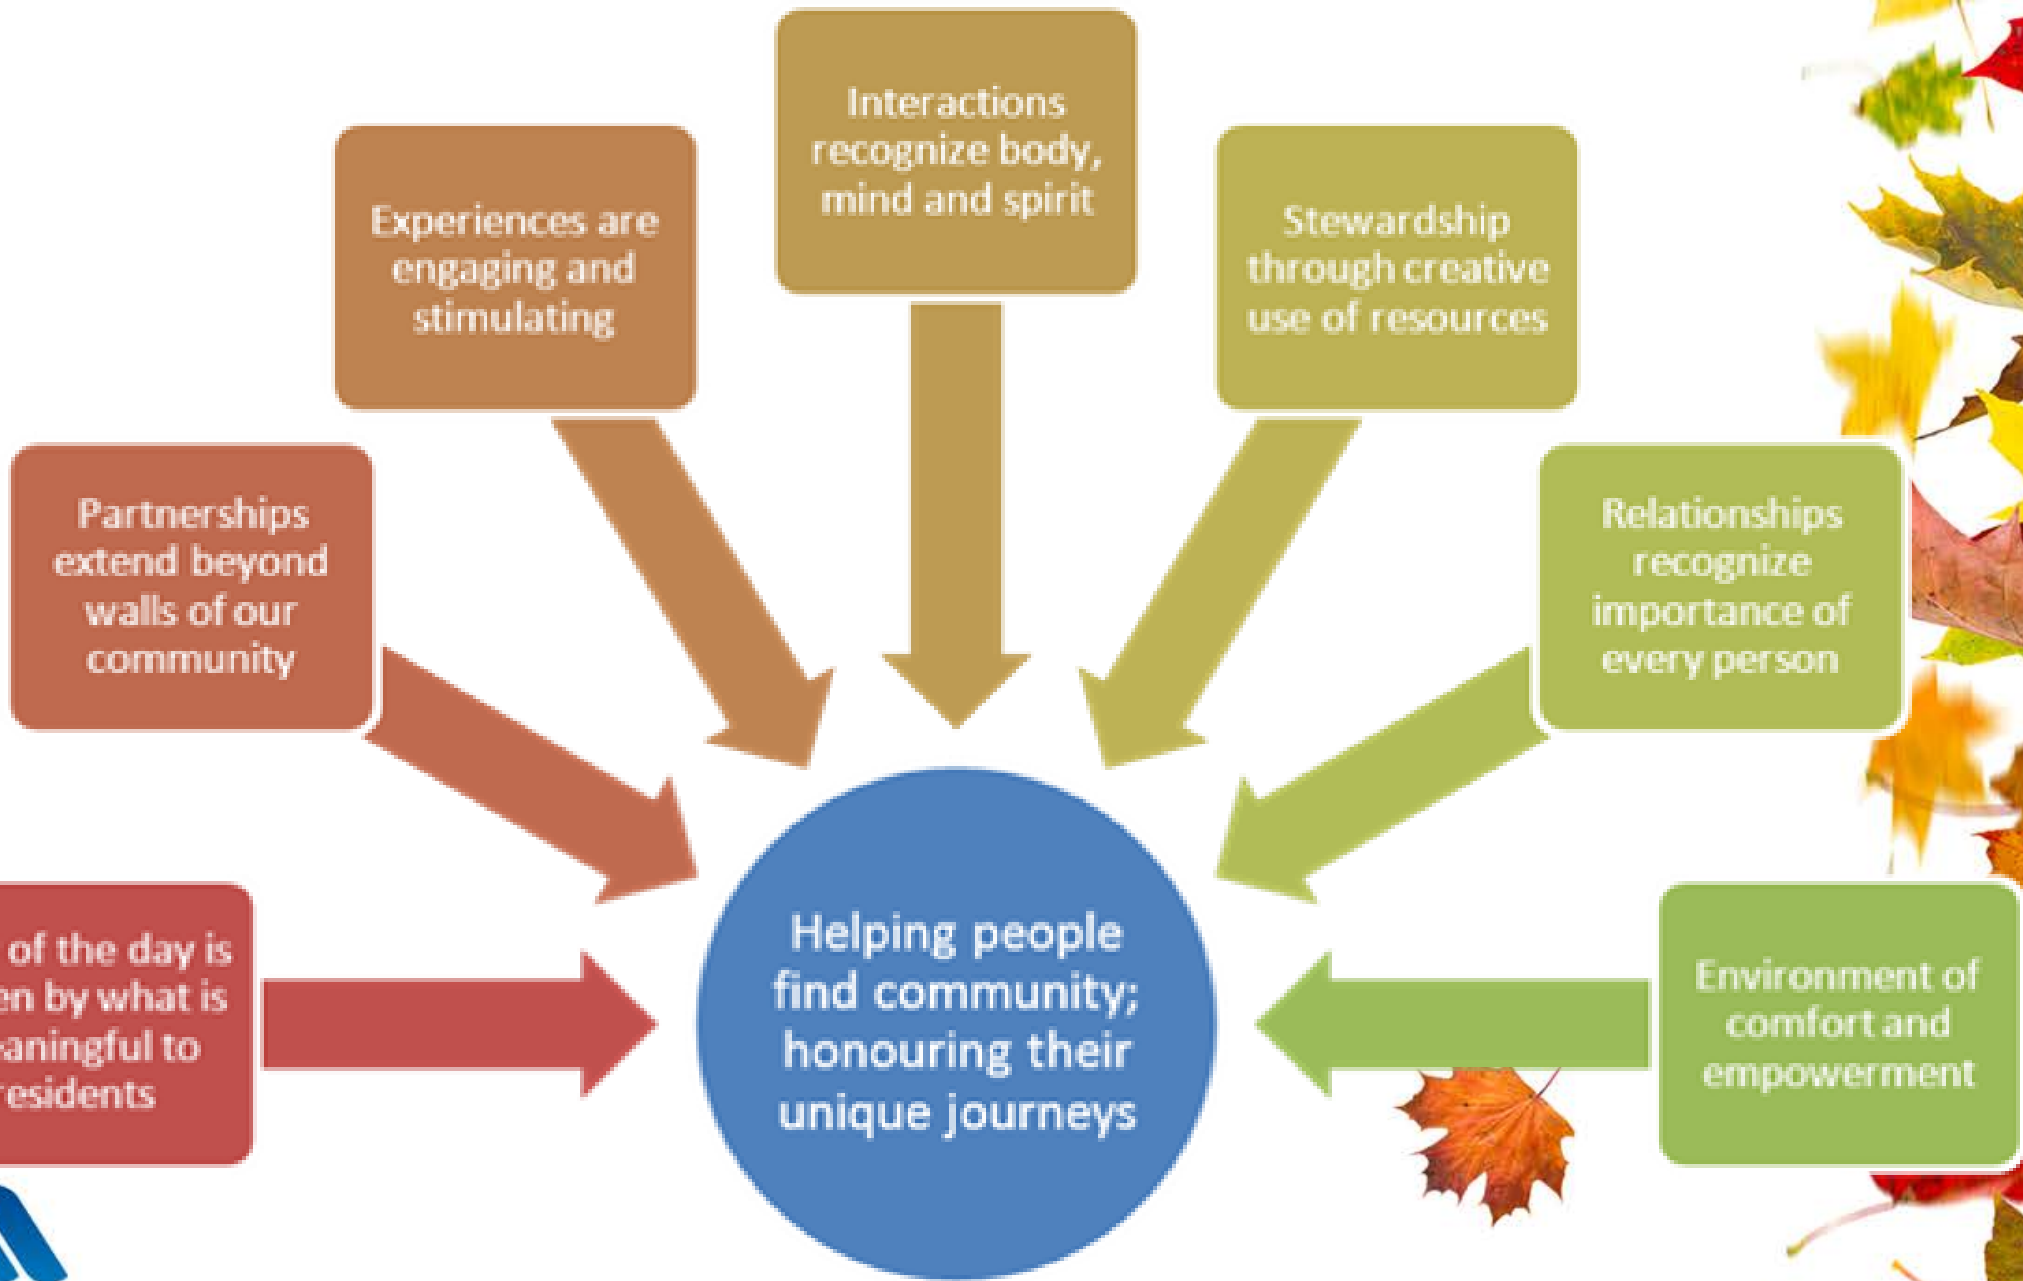 Interactions
recognize body,
mind and spirit
Experiences are
engaging and
stimulating
Stewardship
through creative
use of resources
Partnerships
extend beyond
walls of our
community
Relationships
recognize
importance of
every person
of the day is
by what is
to
Helping people
find community;
honouring their
unique journeys
Environment of
comfort and
empowerment